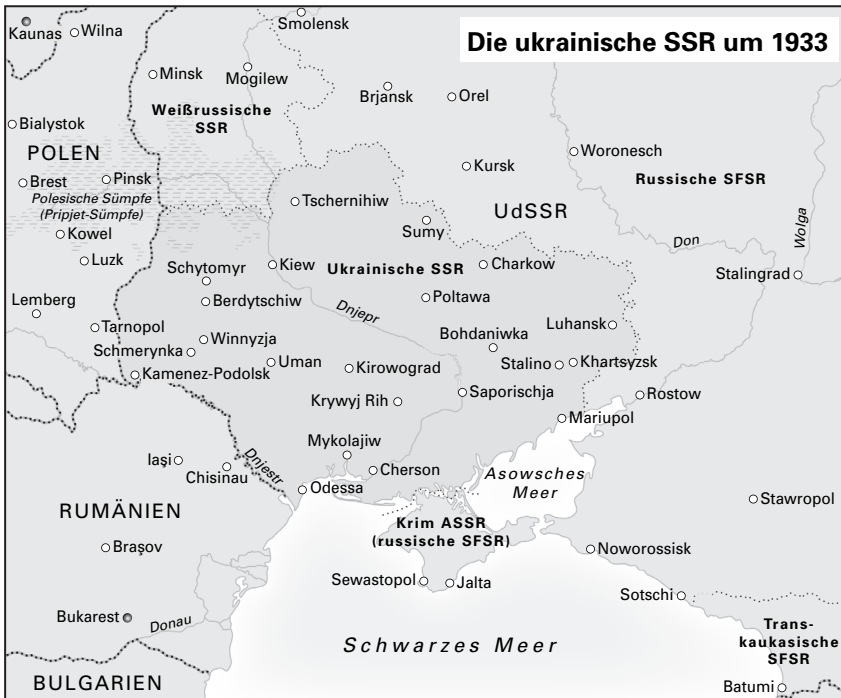 Die ukrainische SSR um 1933
Kaunas
Wilna
Smolensk
Minsk
Mogilew
Brjansk
Orel
Weißrussische
SSR
Bialystok
POLEN
Kursk
Woronesch
Russische SFSR
Brest
Pinsk
Polesische Sümpfe
(Pripjet-Sümpfe)
Tschernihiw
UdSSR
Sumy
Wolga
Don
Kowel
Luzk
Schytomyr
Kiew
Ukrainische SSR
Charkow
Stalingrad
Berdytschiw
Poltawa
Dnjepr
Lemberg
Tarnopol
Winnyzja
Bohdaniwka
Luhansk
Schmerynka
Uman
Kirowograd
Stalino
Khartsyzsk
Kamenez-Podolsk
Krywyj Rih
Saporischja
Rostow
Mariupol
Mykolajiw
Iaşi
Chisinau
Dnjestr
Cherson
Asowsches
Meer
Odessa
Stawropol
RUMÄNIEN
Krim ASSR
(russische SFSR)
Braşov
Noworossisk
Sewastopol
Jalta
Sotschi
Bukarest
Donau
Schwarzes Meer
Trans-
kaukasische
SFSR
BULGARIEN
Batumi